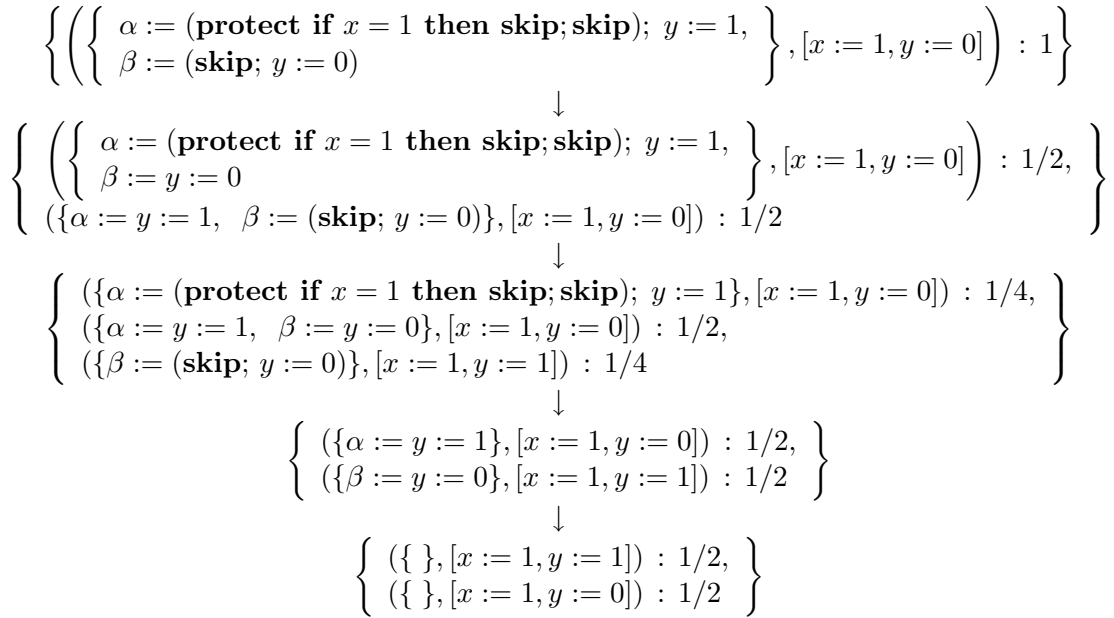 {({ α := (protect if x = 1 then skip; skip); y := 1,
β := (skip; y := 0) }, [x := 1, y := 0]) : 1}
↓
{ ({ α := (protect if x = 1 then skip; skip); y := 1,
β := y := 0 }, [x := 1, y := 0]) : 1/2,
({α := y := 1, β := (skip; y := 0)}, [x := 1, y := 0]) : 1/2 }
↓
{ ({α := (protect if x = 1 then skip; skip); y := 1}, [x := 1, y := 0]) : 1/4,
({α := y := 1, β := y := 0}, [x := 1, y := 0]) : 1/2,
({β := (skip; y := 0)}, [x := 1, y := 1]) : 1/4 }
↓
{ ({α := y := 1}, [x := 1, y := 0]) : 1/2,
({β := y := 0}, [x := 1, y := 1]) : 1/2 }
↓
{ ({ }, [x := 1, y := 1]) : 1/2,
({ }, [x := 1, y := 0]) : 1/2 }